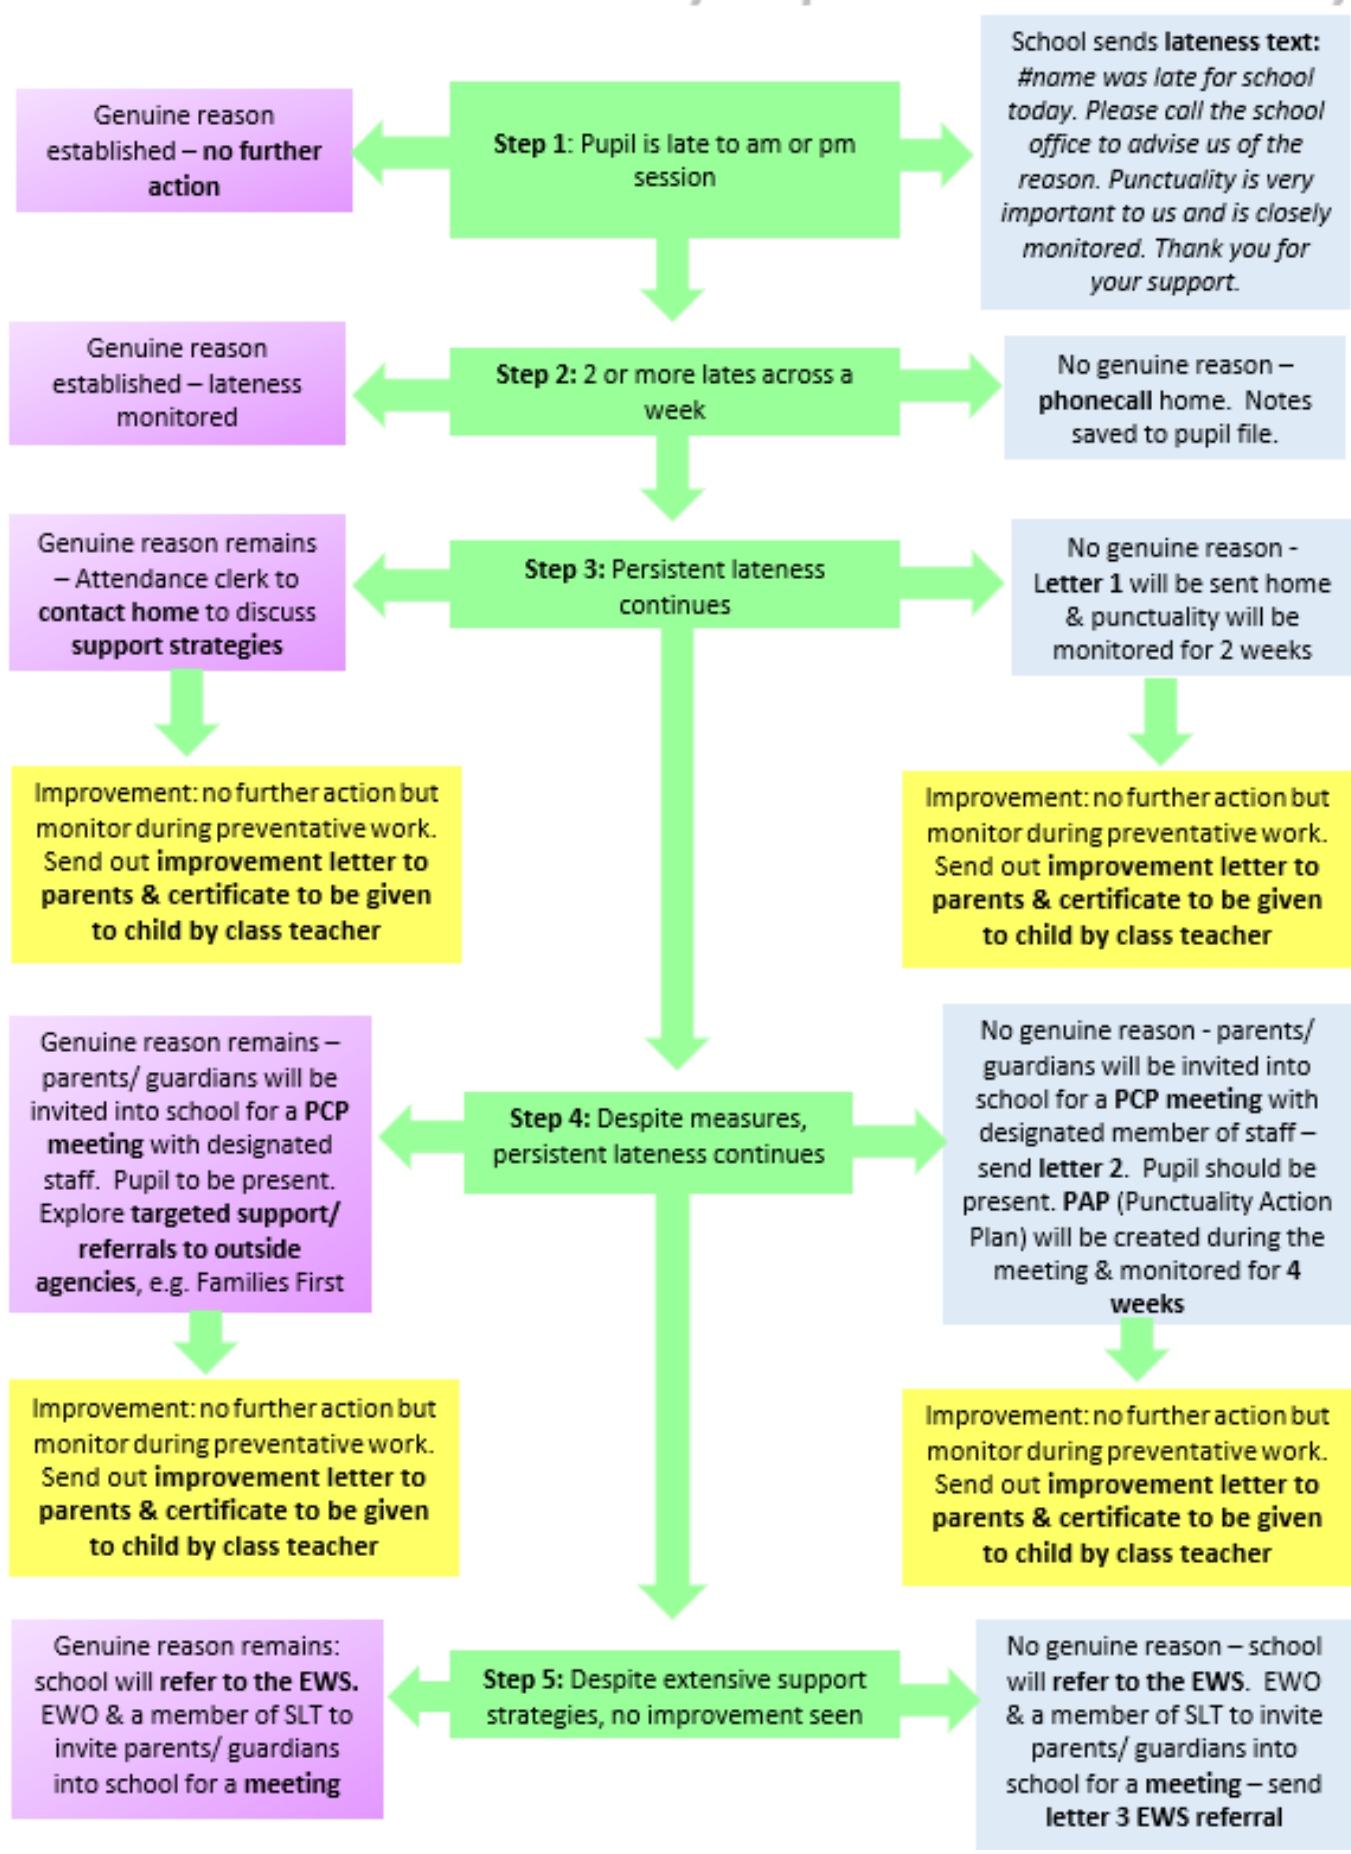 School sends lateness text:
#name was late for school
today. Please call the school
office to advise us of the
reason. Punctuality is very
important to us and is closely
monitored. Thank you for
your support.
Genuine reason
established – no further
action
Step 1: Pupil is late to am or pm
session
Genuine reason
established – lateness
monitored
Step 2: 2 or more lates across a
week
No genuine reason –
phonecall home. Notes
saved to pupil file.
Genuine reason remains
– Attendance clerk to
contact home to discuss
support strategies
Step 3: Persistent lateness
continues
No genuine reason -
Letter 1 will be sent home
& punctuality will be
monitored for 2 weeks
Improvement: no further action but
monitor during preventative work.
Send out improvement letter to
parents & certificate to be given
to child by class teacher
Improvement: no further action but
monitor during preventative work.
Send out improvement letter to
parents & certificate to be given
to child by class teacher
Genuine reason remains –
parents/ guardians will be
invited into school for a PCP
meeting with designated
staff. Pupil to be present.
Explore targeted support/
referrals to outside
agencies, e.g. Families First
Step 4: Despite measures,
persistent lateness continues
No genuine reason - parents/
guardians will be invited into
school for a PCP meeting with
designated member of staff –
send letter 2. Pupil should be
present. PAP (Punctuality Action
Plan) will be created during the
meeting & monitored for 4
weeks
Improvement: no further action but
monitor during preventative work.
Send out improvement letter to
parents & certificate to be given
to child by class teacher
Improvement: no further action but
monitor during preventative work.
Send out improvement letter to
parents & certificate to be given
to child by class teacher
Genuine reason remains:
school will refer to the EWS.
EWO & a member of SLT to
invite parents/ guardians
into school for a meeting
Step 5: Despite extensive support
strategies, no improvement seen
No genuine reason – school
will refer to the EWS. EWO
& a member of SLT to invite
parents/ guardians into
school for a meeting – send
letter 3 EWS referral